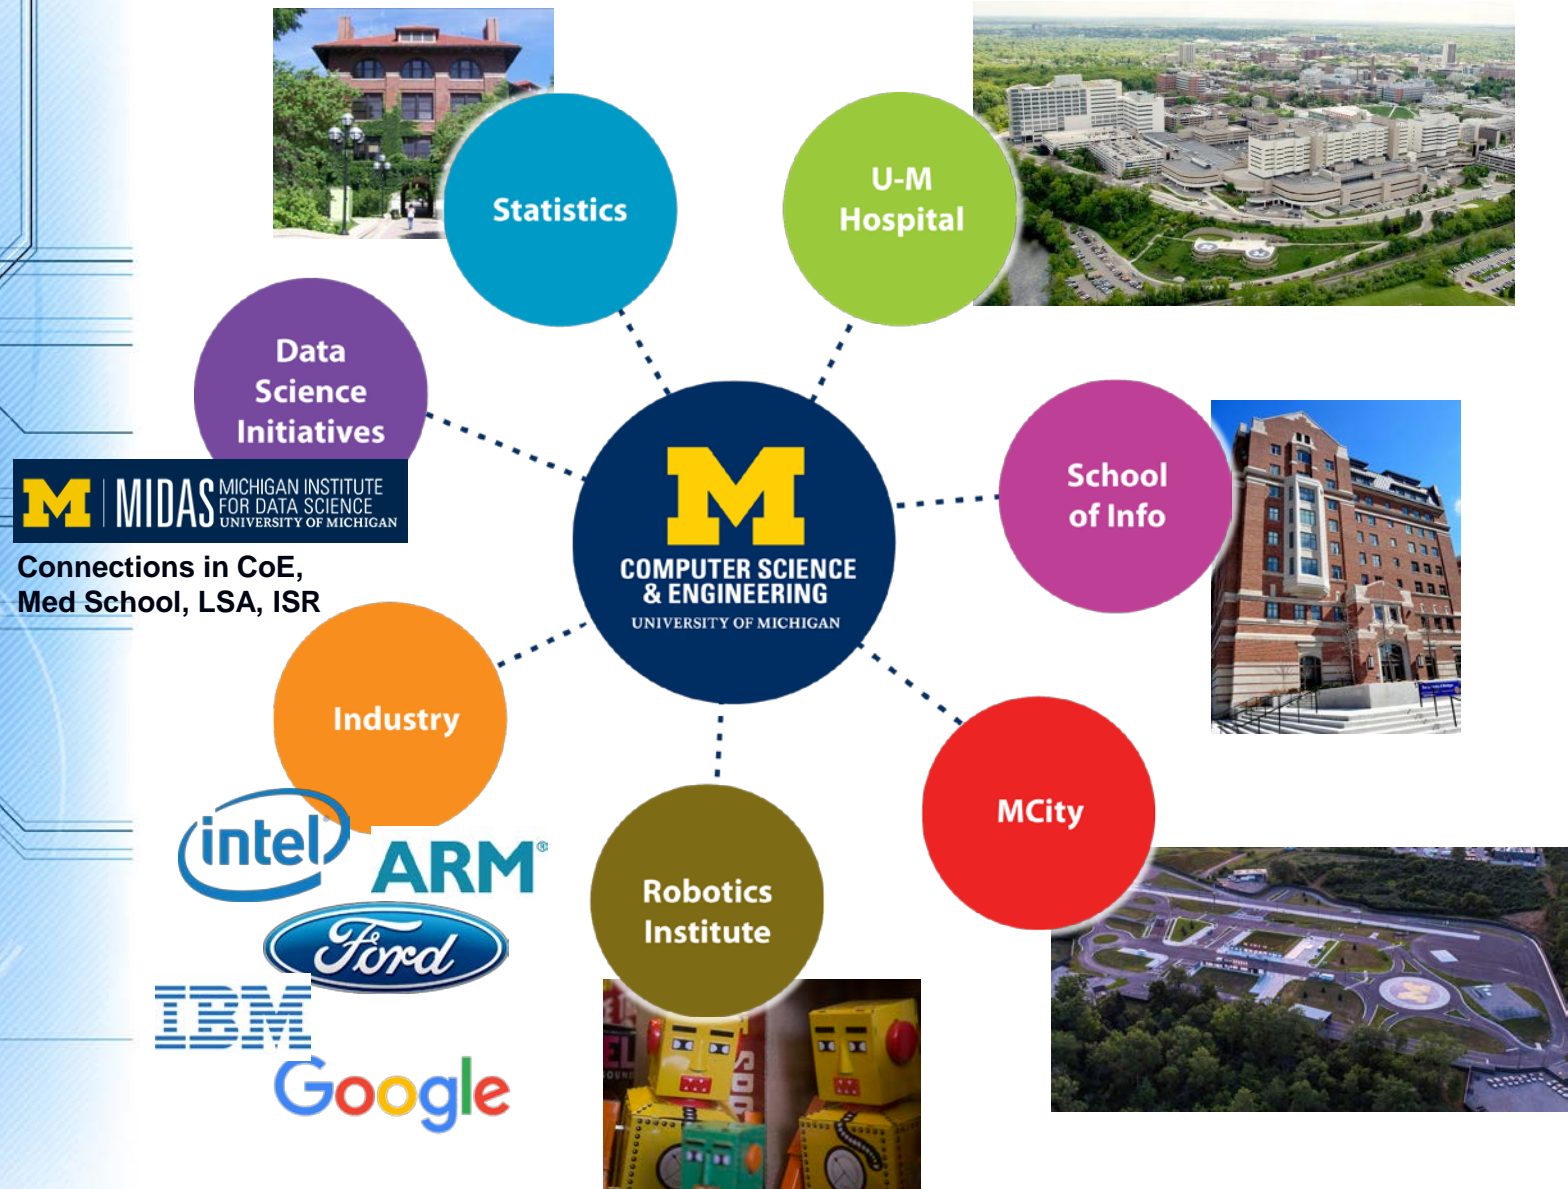 Statistics
U-M
Hospital
Data
Science
Initiatives
M
MIDAS
MICHIGAN INSTITUTE
FOR DATA SCIENCE
UNIVERSITY OF MICHIGAN
Connections in CoE,
Med School, LSA, ISR
M
COMPUTER SCIENCE
& ENGINEERING
UNIVERSITY OF MICHIGAN
School
of Info
Industry
intel®
ARM®
Ford
IBM
Google
Robotics
Institute
MCity